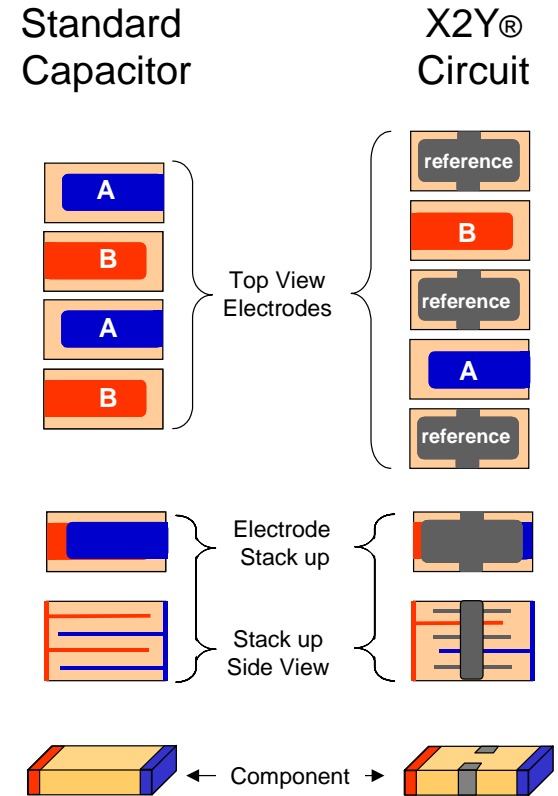 Standard
Capacitor
X2Y®
Circuit
A
B
A
B
Top View
Electrodes
reference
B
reference
A
reference
Electrode
Stack up
Stack up
Side View
Component